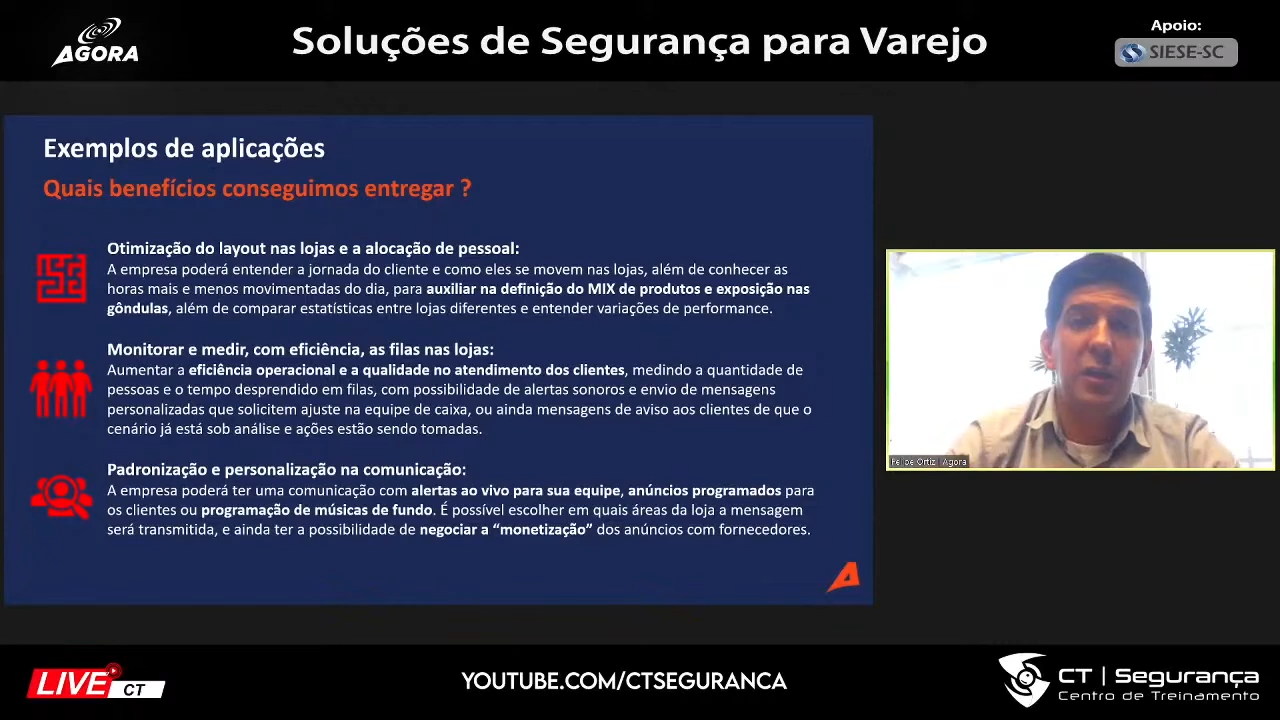 AGORA
Soluções de Segurança para Varejo
Apoio:
SIESE-SC
Exemplos de aplicações
Quais benefícios conseguimos entregar ?
Otimização do layout nas lojas e a alocação de pessoal:
A empresa poderá entender a jornada do cliente e como eles se movem nas lojas, além de conhecer as
horas mais e menos movimentadas do dia, para auxiliar na definição do MIX de produtos e exposição nas
gôndulas, além de comparar estatísticas entre lojas diferentes e entender variações de performance.
Monitorar e medir, com eficiência, as filas nas lojas:
Aumentar a eficiência operacional e a qualidade no atendimento dos clientes, medindo a quantidade de
pessoas e o tempo desprendido em filas, com possibilidade de alertas sonoros e envio de mensagens
personalizadas que solicitem ajuste na equipe de caixa, ou ainda mensagens de aviso aos clientes de que o
cenário já está sob análise e ações estão sendo tomadas.
Padronização e personalização na comunicação:
A empresa poderá ter uma comunicação com alertas ao vivo para sua equipe, anúncios programados para
os clientes ou programação de músicas de fundo. É possível escolher em quais áreas da loja a mensagem
será transmitida, e ainda ter a possibilidade de negociar a “monetização” dos anúncios com fornecedores.
Felipe Ortiz | Agora
LIVE CT
YOUTUBE.COM/CTSEGURANCA
CT | Segurança
Centro de Treinamento